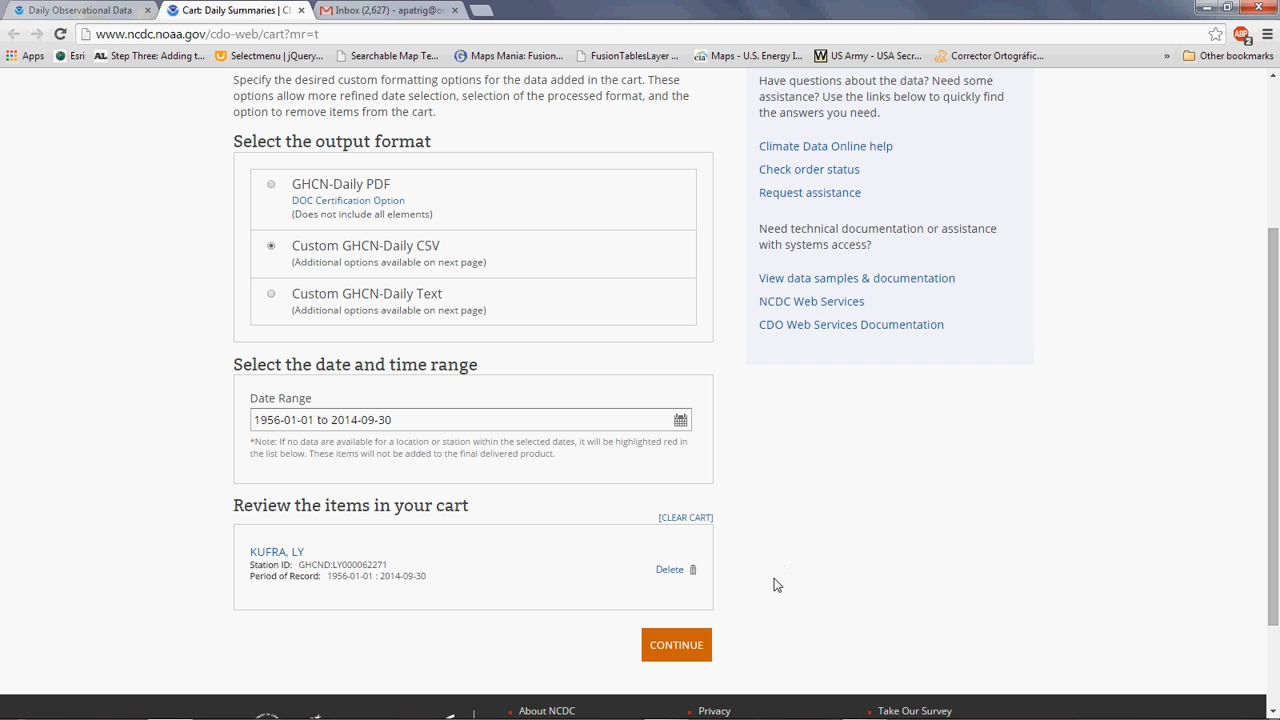 Daily Observational Data
Cart: Daily Summaries | Cl
Inbox (2,627) - apatrig@o
www.ncdc.noaa.gov/cdo-web/cart?mr=t
Apps
Esri
Step Three: Adding t...
Selectmenu | jQuery...
Searchable Map Te...
Maps Mania: Fusion...
FusionTablesLayer ...
Maps - U.S. Energy I...
US Army - USA Secr...
Corrector Ortográfic...
»
Other bookmarks
Specify the desired custom formatting options for the data added in the cart. These
options allow more refined date selection, selection of the processed format, and the
option to remove items from the cart.
Select the output format
GHCN-Daily PDF
DOC Certification Option
(Does not include all elements)
Custom GHCN-Daily CSV
(Additional options available on next page)
Custom GHCN-Daily Text
(Additional options available on next page)
Select the date and time range
Date Range
1956-01-01 to 2014-09-30
*Note: If no data are available for a location or station within the selected dates, it will be highlighted red in
the list below. These items will not be added to the final delivered product.
Review the items in your cart
[CLEAR CART]
KUFRA, LY
Station ID: GHCND:LY000062271
Period of Record: 1956-01-01 : 2014-09-30
Delete
CONTINUE
Have questions about the data? Need some
assistance? Use the links below to quickly find
the answers you need.
Climate Data Online help
Check order status
Request assistance
Need technical documentation or assistance
with systems access?
View data samples & documentation
NCDC Web Services
CDO Web Services Documentation
About NCDC
Privacy
Take Our Survey